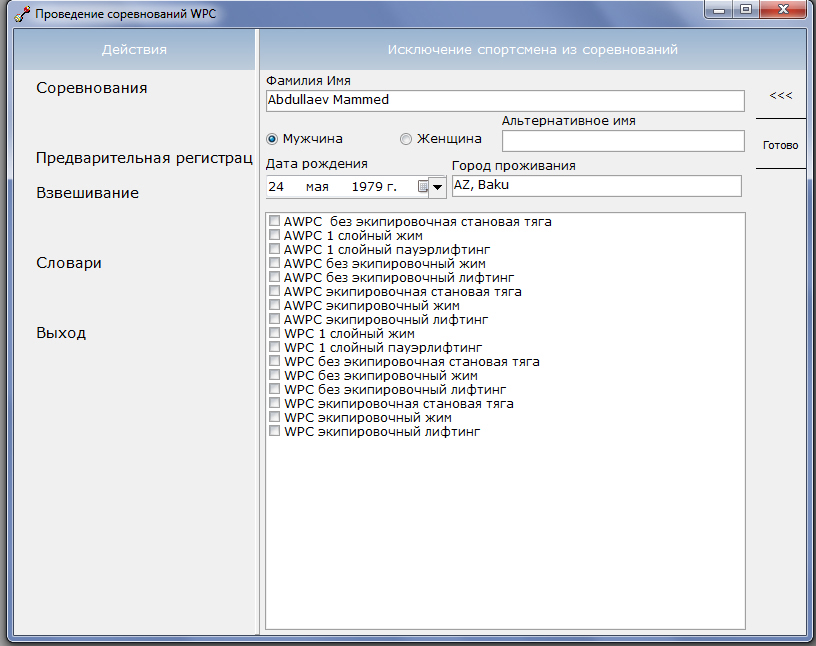 Проведение соревнований WPC
Действия
Исключение спортсмена из соревнований
Соревнования
Предварительная регистрац
Взвешивание
Словари
Выход
Фамилия Имя
Abdullaev Mammed
<<<
Альтернативное имя
Мужчина Женщина
Готово
Дата рождения Город проживания
24 мая 1979 г. AZ, Baku
AWPC без экипировочная становая тяга
AWPC 1 слойный жим
AWPC 1 слойный пауэрлифтинг
AWPC без экипировочный жим
AWPC без экипировочный лифтинг
AWPC экипировочная становая тяга
AWPC экипировочный жим
AWPC экипировочный лифтинг
WPC 1 слойный жим
WPC 1 слойный пауэрлифтинг
WPC без экипировочная становая тяга
WPC без экипировочный жим
WPC без экипировочный лифтинг
WPC экипировочная становая тяга
WPC экипировочный жим
WPC экипировочный лифтинг